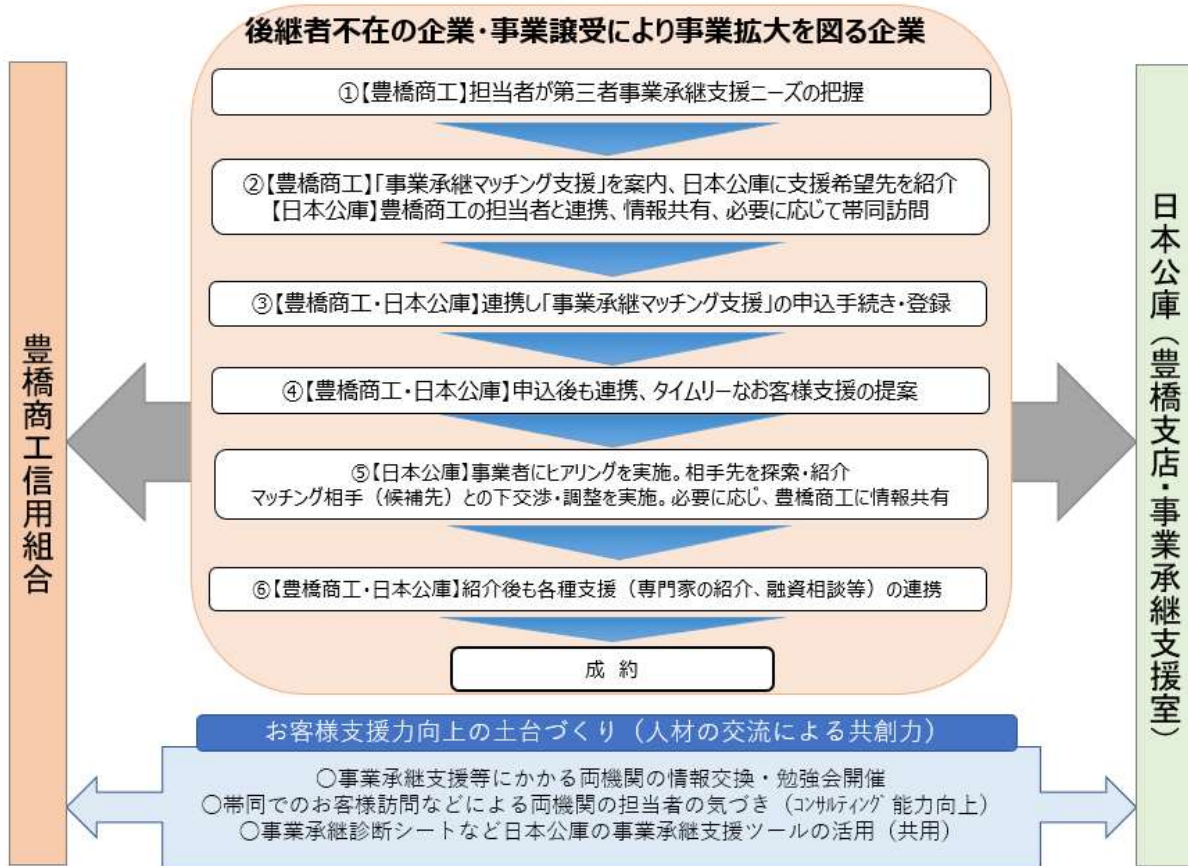 後継者不在の企業・事業譲受により事業拡大を図る企業
①【豊橋商工】担当者が第三者事業承継支援ニーズの把握
②【豊橋商工】「事業承継マッチング支援」を案内、日本公庫に支援希望先を紹介
【日本公庫】豊橋商工の担当者と連携、情報共有、必要に応じて帯同訪問
③【豊橋商工・日本公庫】連携し「事業承継マッチング支援」の申込手続き・登録
④【豊橋商工・日本公庫】申込後も連携、タイムリーなお客様支援の提案
⑤【日本公庫】事業者にヒアリングを実施。相手先を探索・紹介
マッチング相手（候補先）との下交渉・調整を実施。必要に応じ、豊橋商工に情報共有
⑥【豊橋商工・日本公庫】紹介後も各種支援（専門家の紹介、融資相談等）の連携
成 約
豊橋商工信用組合
日本公庫（豊橋支店・事業承継支援室）
お客様支援力向上の土台づくり（人材の交流による共創力）
○事業承継支援等にかかる両機関の情報交換・勉強会開催
○帯同でのお客様訪問などによる両機関の担当者の気づき（ｺﾝｻﾙﾃｨﾝｸﾞ能力向上）
○事業承継診断シートなど日本公庫の事業承継支援ツールの活用（共用）